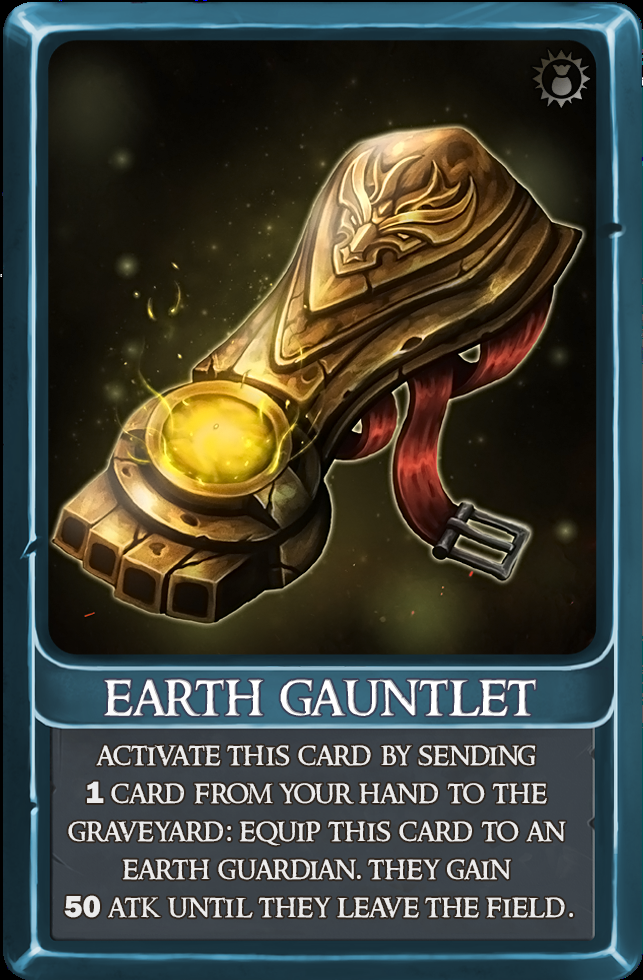 EARTH GAUNTLET
ACTIVATE THIS CARD BY SENDING
1 CARD FROM YOUR HAND TO THE
GRAVEYARD: EQUIP THIS CARD TO AN
EARTH GUARDIAN. THEY GAIN
50 ATK UNTIL THEY LEAVE THE FIELD.